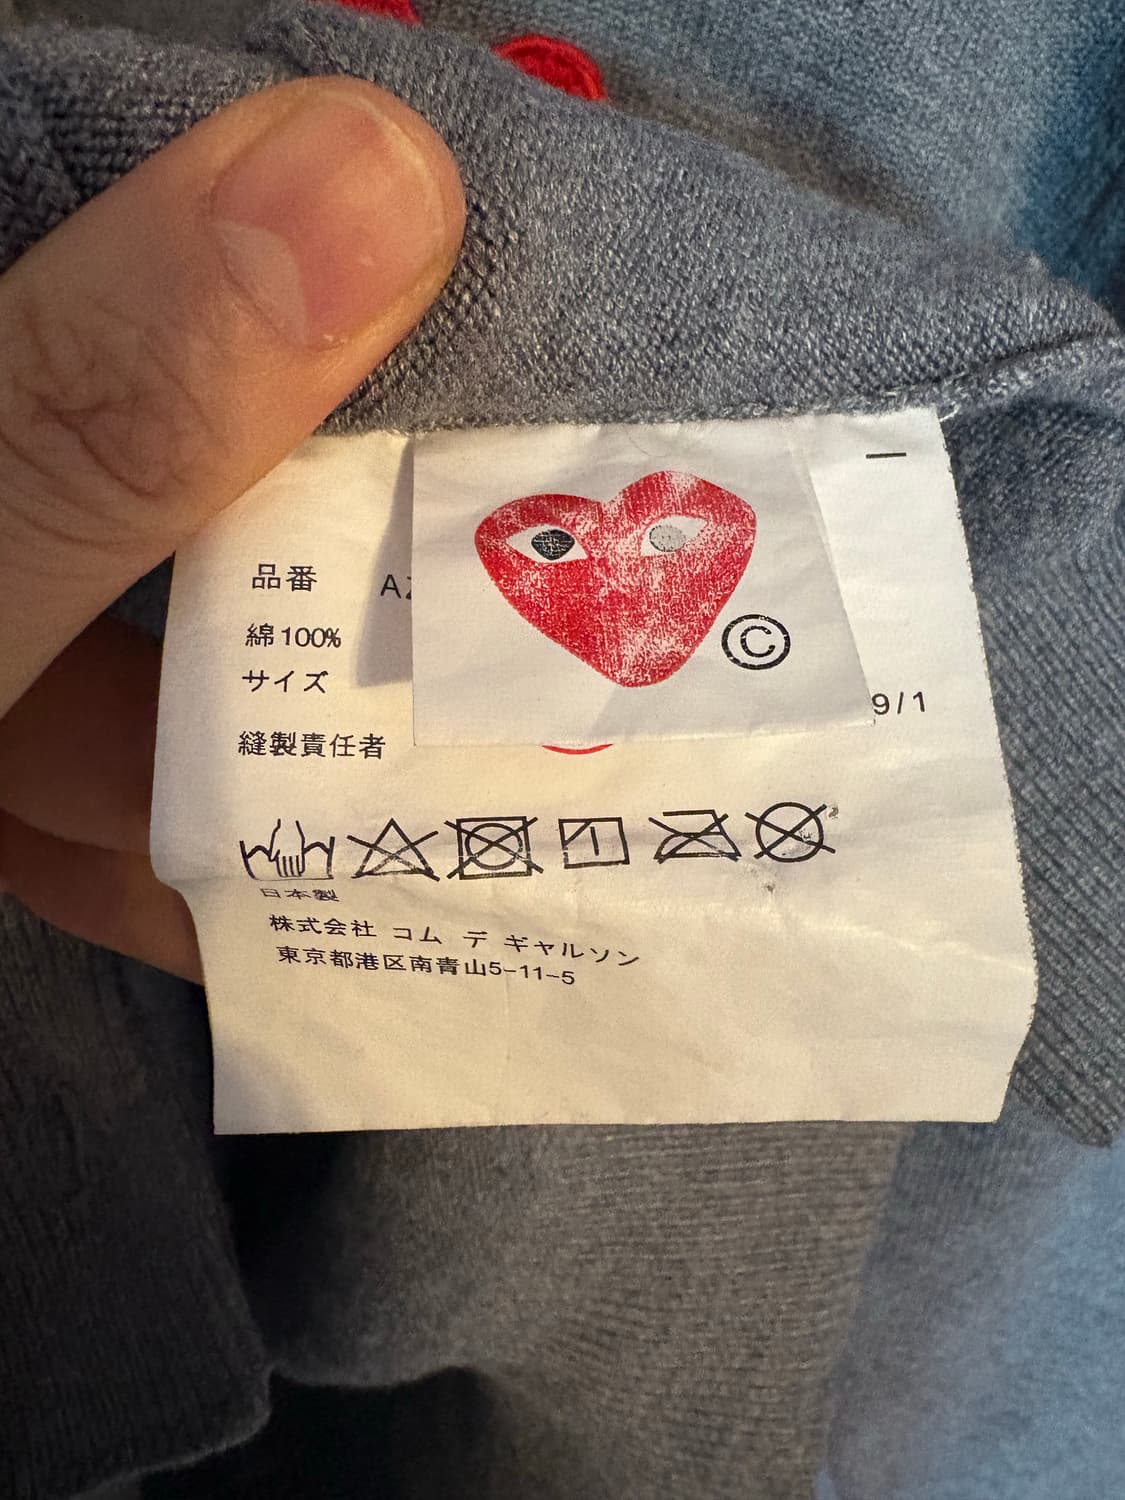 —
品番 AZ
©
綿100%
サイズ
9/1
縫製責任者
日本製
株式会社 コム デ ギャルソン
東京都港区南青山5-11-5